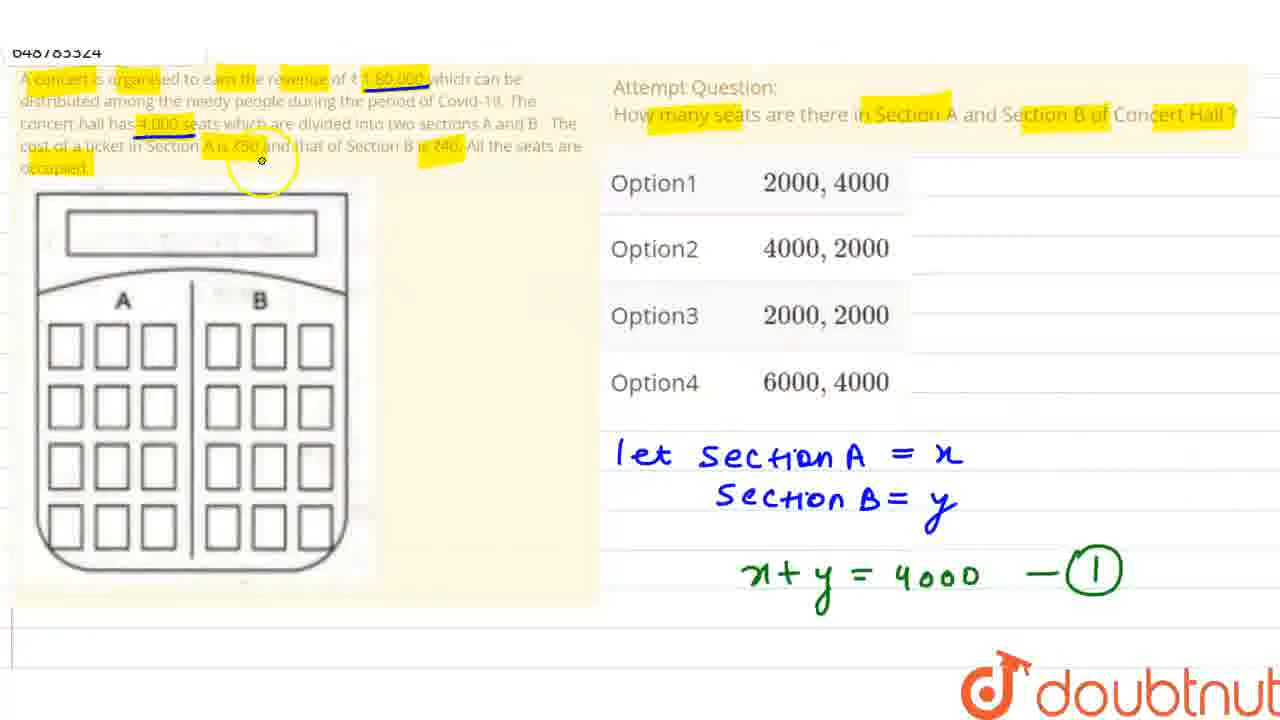 648783324
A concert is organised to earn the revenue of ₹ 1,80,000 which can be
distributed among the needy people during the period of Covid-19. The
concert hall has 4,000 seats which are divided into two sections A and B . The
cost of a ticket in Section A is ₹50 and that of Section B is ₹40. All the seats are
occupied.
A B
Attempt Question:
How many seats are there in Section A and Section B of Concert Hall ?
Option1 2000, 4000
Option2 4000, 2000
Option3 2000, 2000
Option4 6000, 4000
let section A = x
section B = y
x + y = 4000 — 1
doubtnut